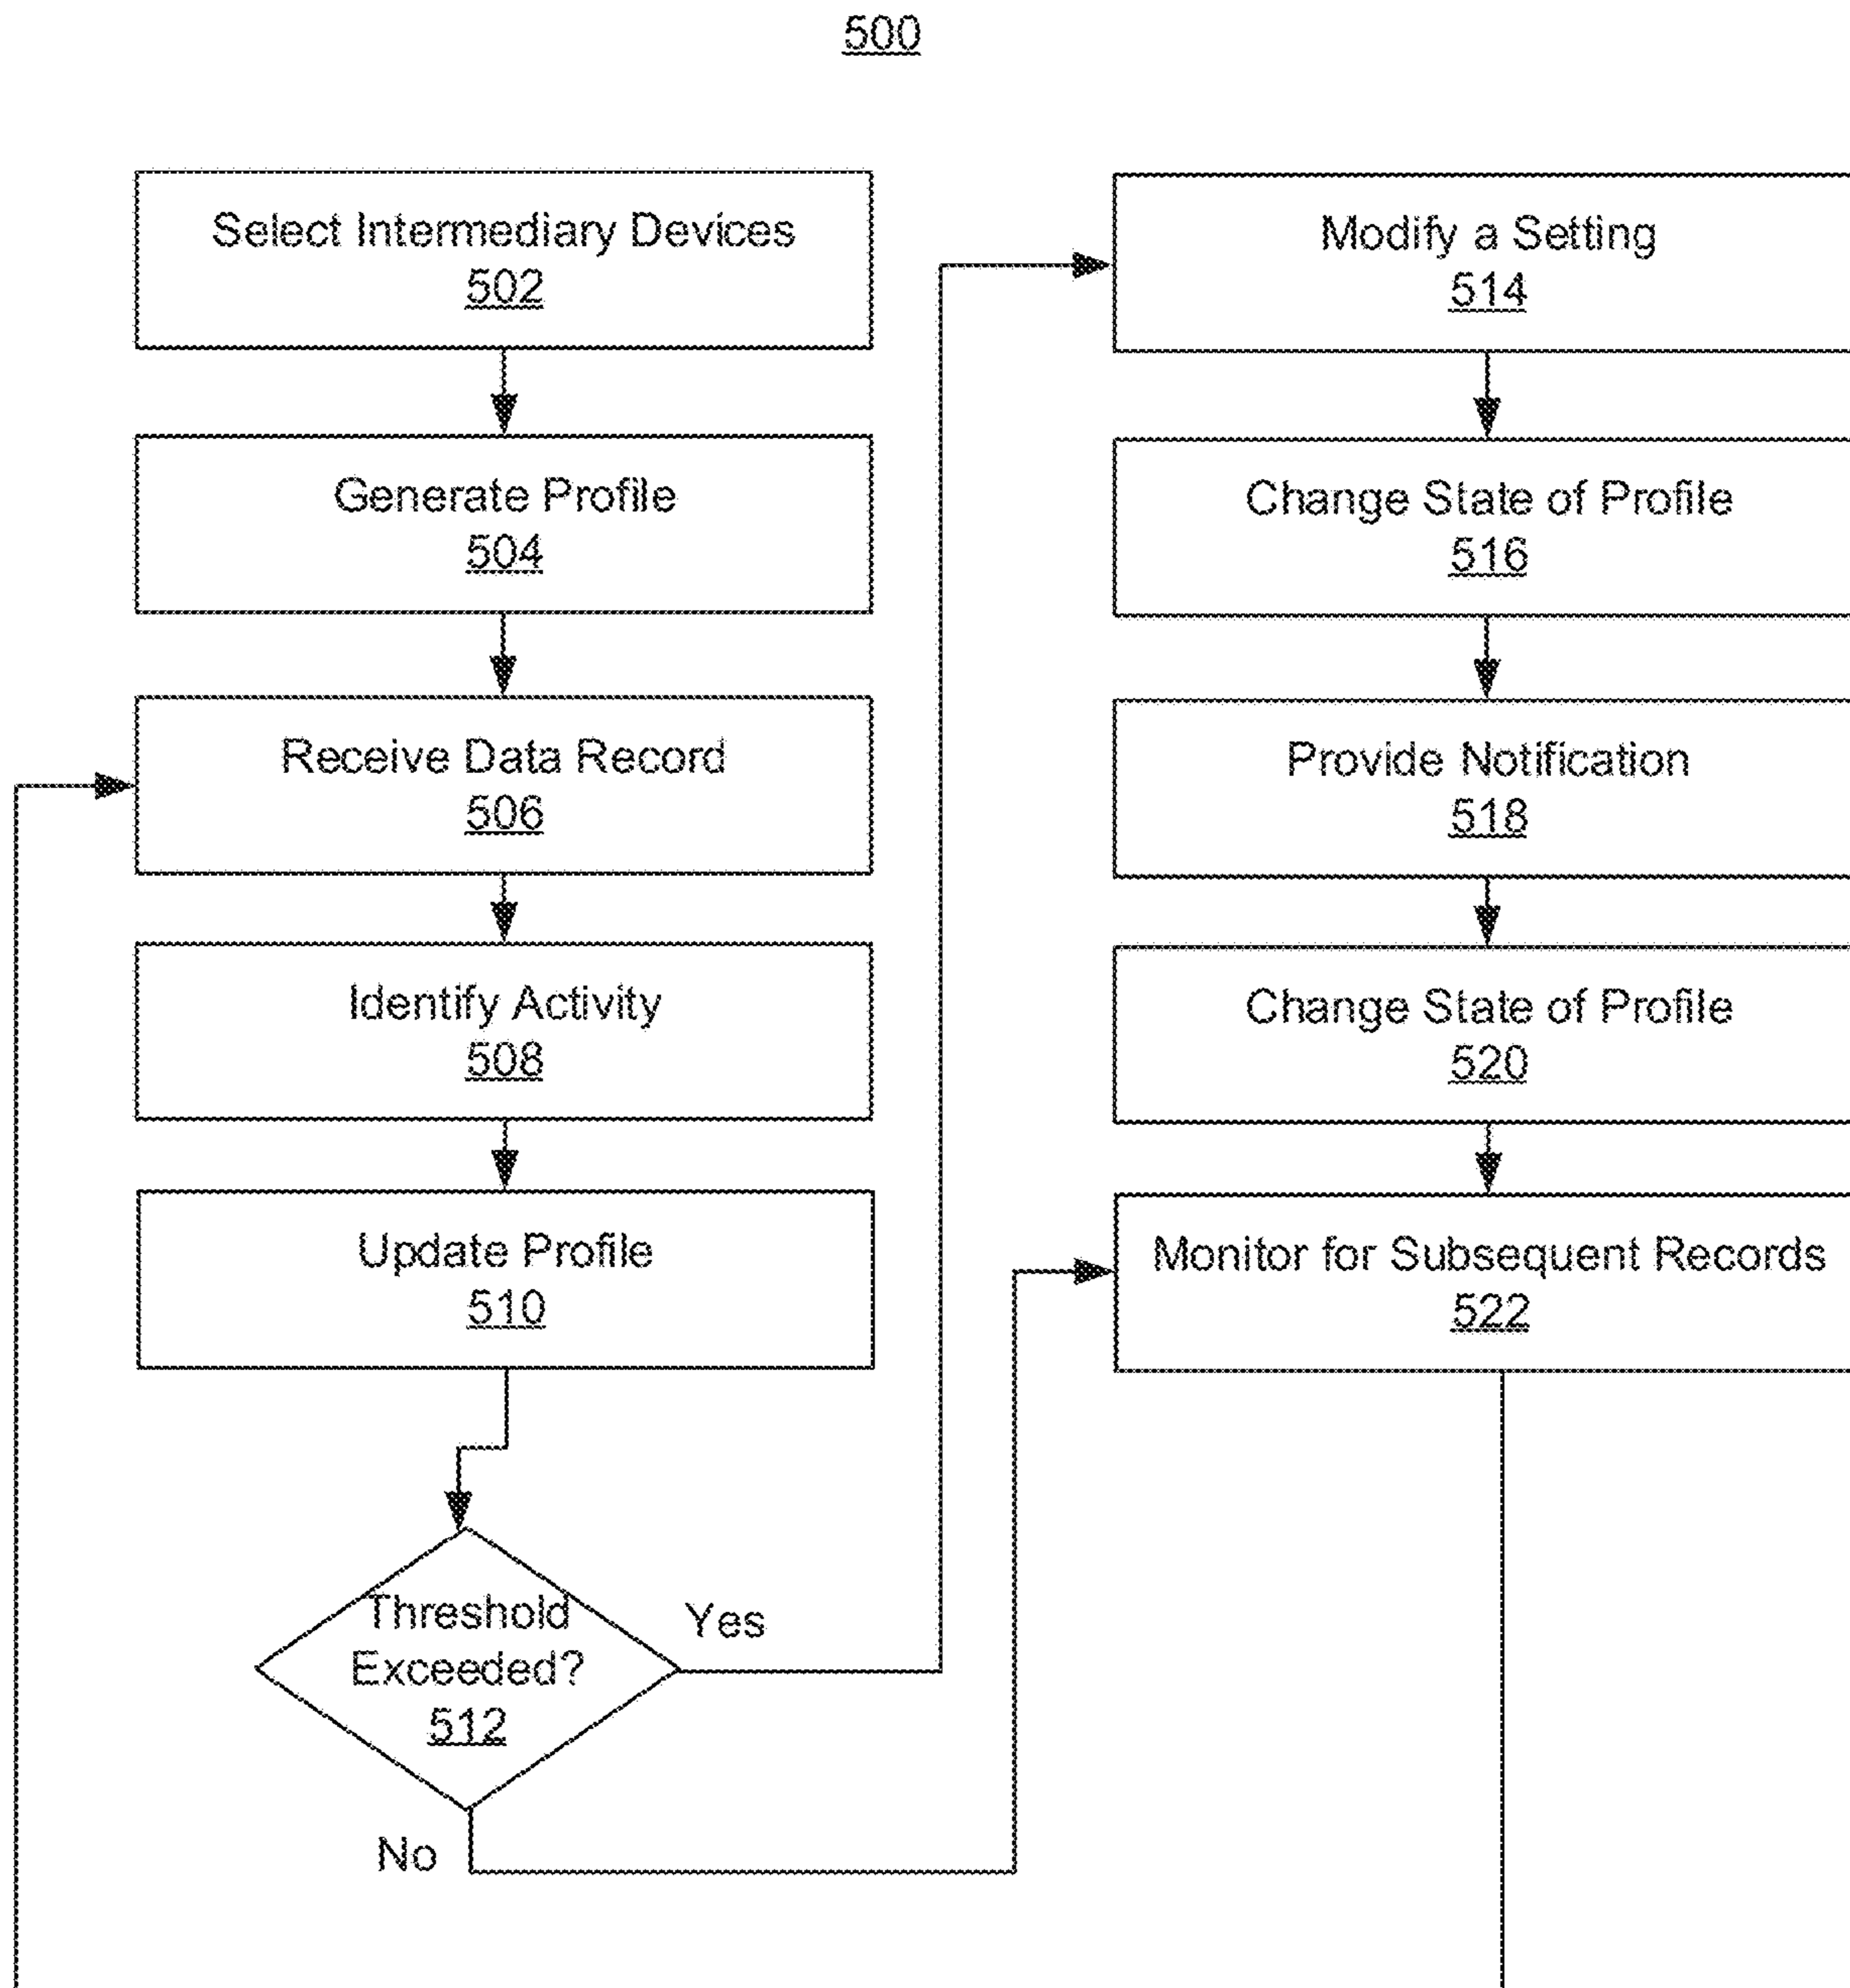 500
Select Intermediary Devices
502
Generate Profile
504
Receive Data Record
506
Identify Activity
508
Update Profile
510
Threshold
Exceeded?
512
Yes
No
Modify a Setting
514
Change State of Profile
516
Provide Notification
518
Change State of Profile
520
Monitor for Subsequent Records
522